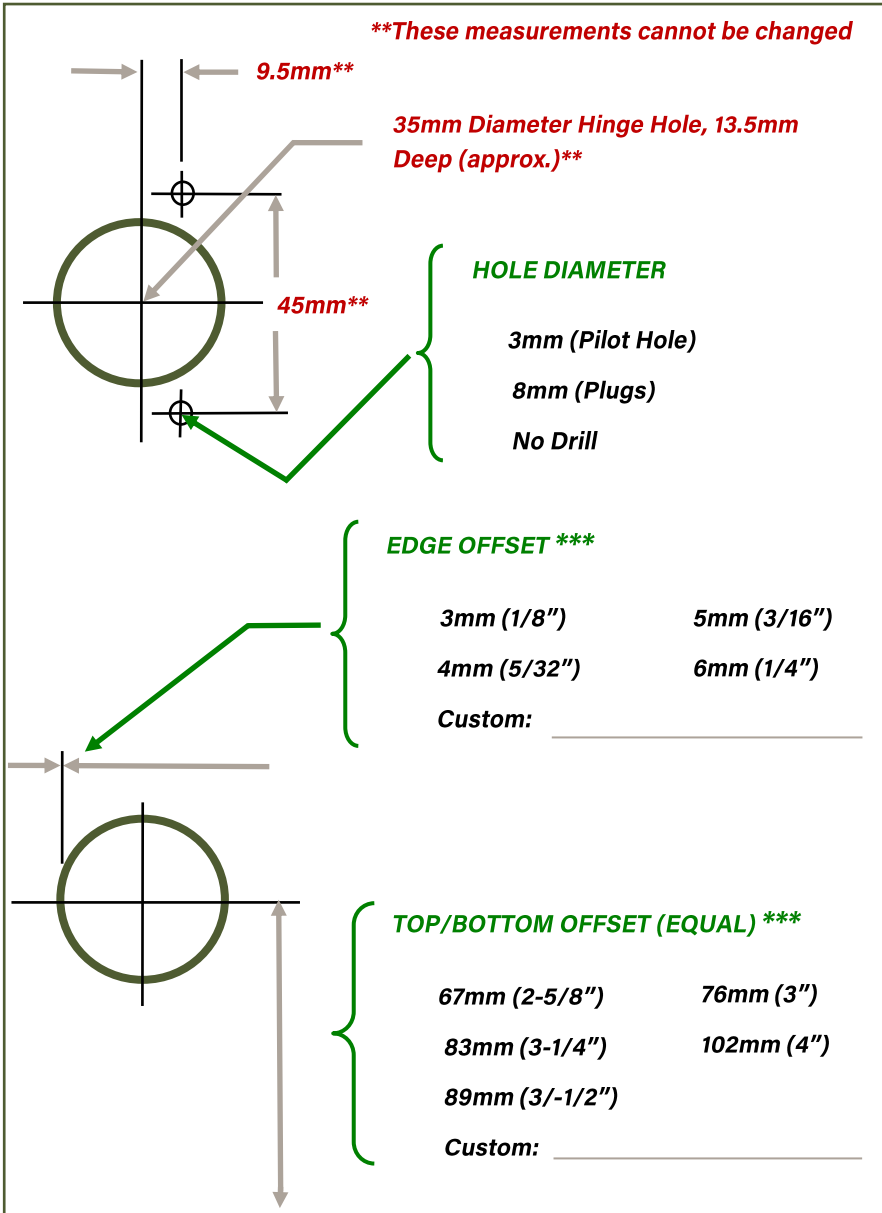 **These measurements cannot be changed
9.5mm**
35mm Diameter Hinge Hole, 13.5mm
Deep (approx.)**
45mm**
HOLE DIAMETER
3mm (Pilot Hole)
8mm (Plugs)
No Drill
EDGE OFFSET ***
3mm (1/8”) 5mm (3/16”)
4mm (5/32”) 6mm (1/4”)
Custom:
TOP/BOTTOM OFFSET (EQUAL) ***
67mm (2-5/8”) 76mm (3”)
83mm (3-1/4”) 102mm (4”)
89mm (3/-1/2”)
Custom: